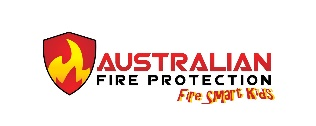 AUSTRALIAN
FIRE PROTECTION
Fire Smart Kids